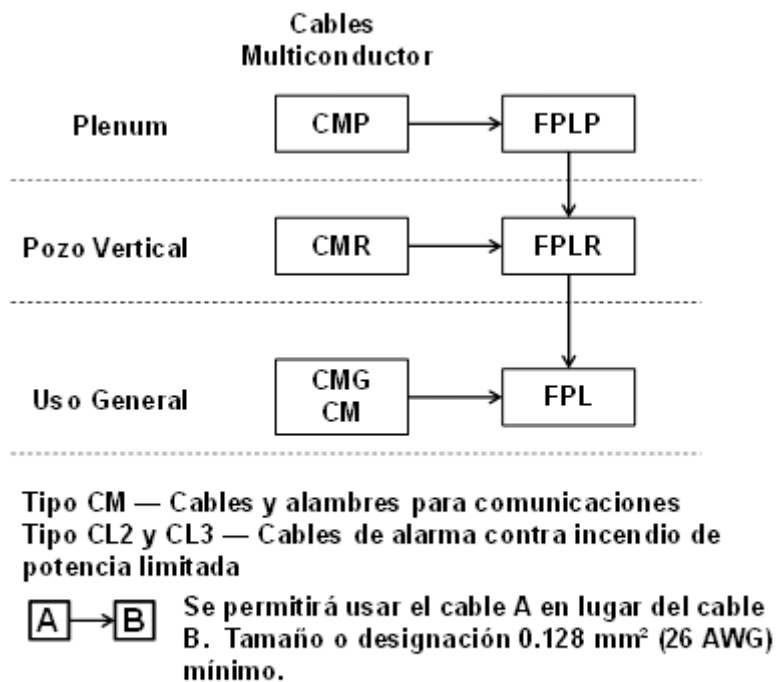 Cables
Multiconductor
Plenum
CMP
FPLP
Pozo Vertical
CMR
FPLR
Uso General
CMG
CM
FPL
Tipo CM — Cables y alambres para comunicaciones
Tipo CL2 y CL3 — Cables de alarma contra incendio de
potencia limitada
A
B
Se permitirá usar el cable A en lugar del cable
B. Tamaño o designación 0.128 mm² (26 AWG)
mínimo.